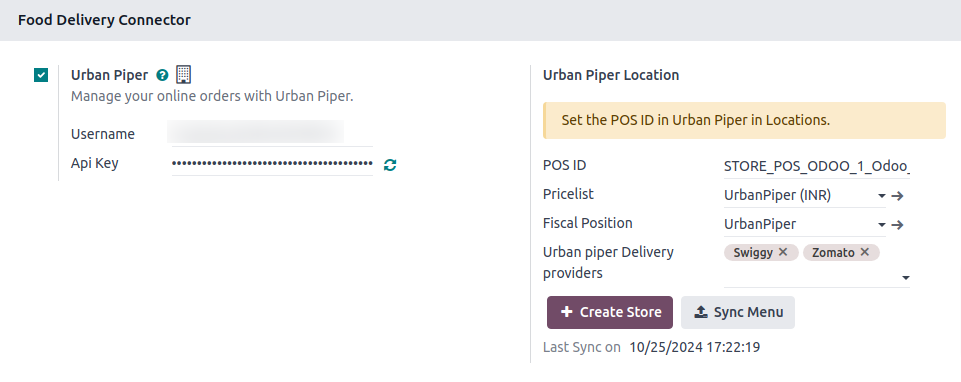 Food Delivery Connector
Urban Piper ?
Manage your online orders with Urban Piper.
Username
Api Key ••••••••••••••••••••••••••••••••••••••••
Urban Piper Location
Set the POS ID in Urban Piper in Locations.
POS ID STORE_POS_ODOO_1_Odoo_
Pricelist UrbanPiper (INR)
Fiscal Position UrbanPiper
Urban piper Delivery providers Swiggy × Zomato ×
+ Create Store Sync Menu
Last Sync on 10/25/2024 17:22:19